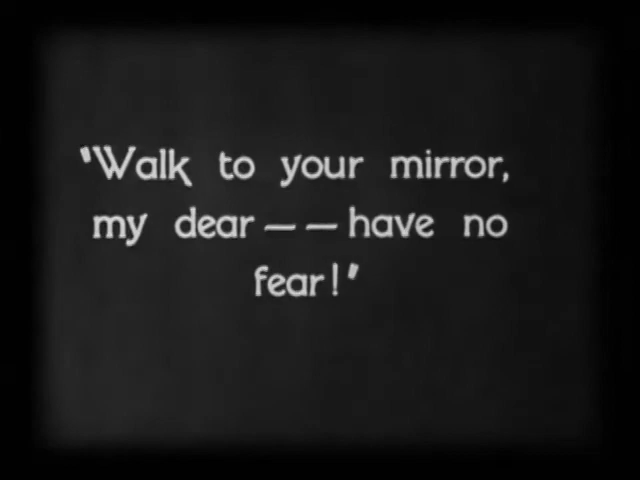 "Walk to your mirror,
my dear — — have no
fear!"